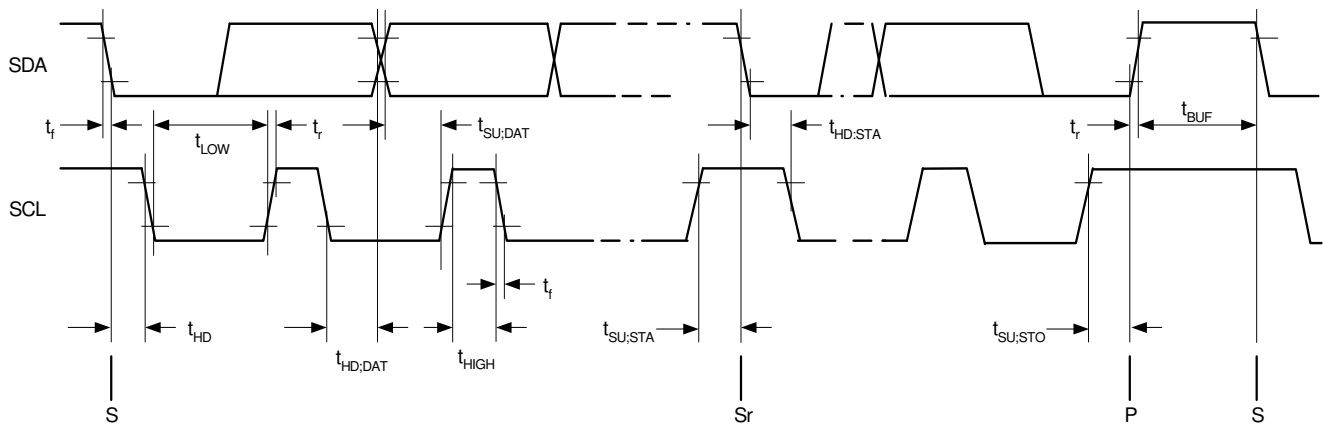 SDA
t_f
t_LOW
t_r
t_SU;DAT
t_HD:STA
t_r
t_BUF
SCL
t_f
t_HD
t_HD;DAT
t_HIGH
t_SU;STA
t_SU;STO
S
Sr
P
S